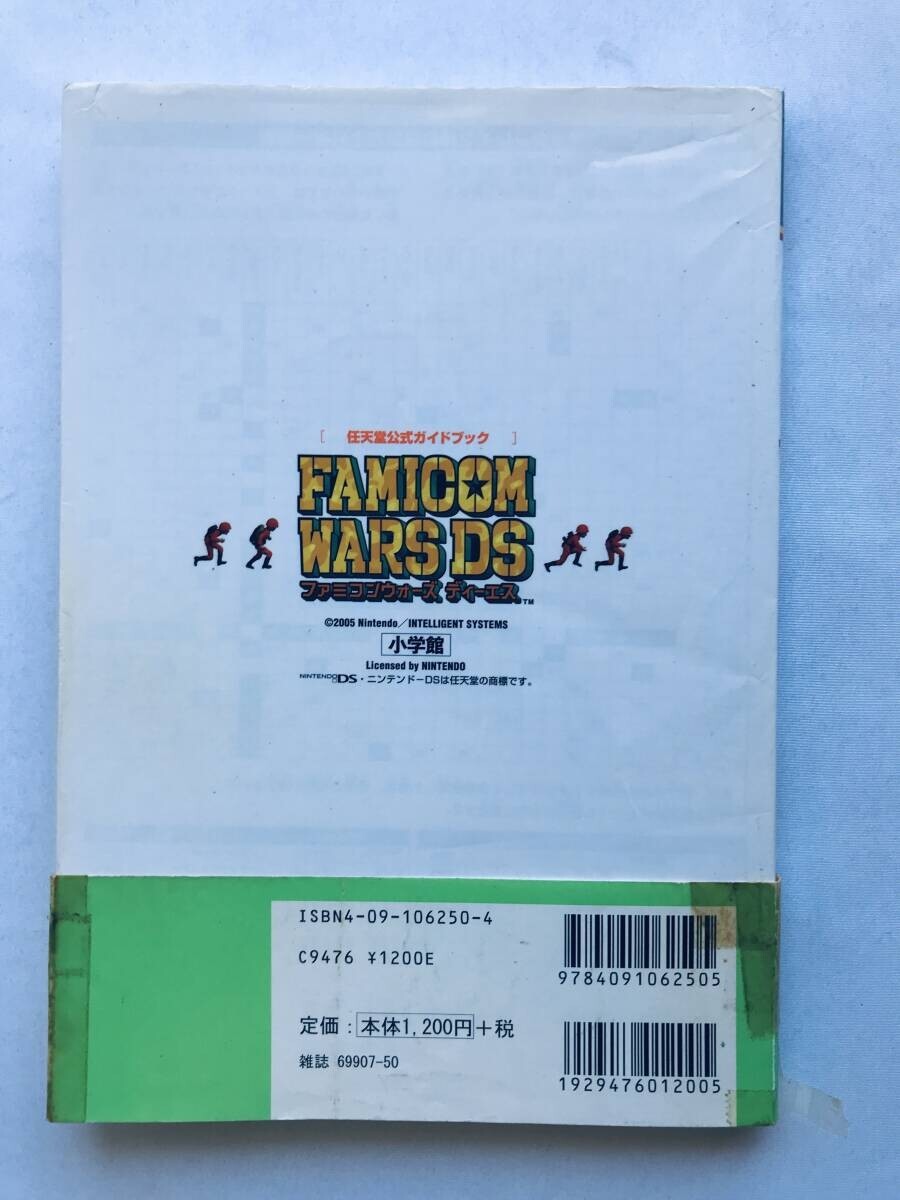 ［ 任天堂公式ガイドブック ］
FAMICOM
WARS DS
ファミコンウォーズ ディーエス™
©2005 Nintendo／INTELLIGENT SYSTEMS
小学館
Licensed by NINTENDO
NINTENDO DS・ニンテンドーDSは任天堂の商標です。
ISBN4-09-106250-4
C9476 ¥1200E
9784091062505
定価：本体1,200円+税
雑誌 69907-50
1929476012005